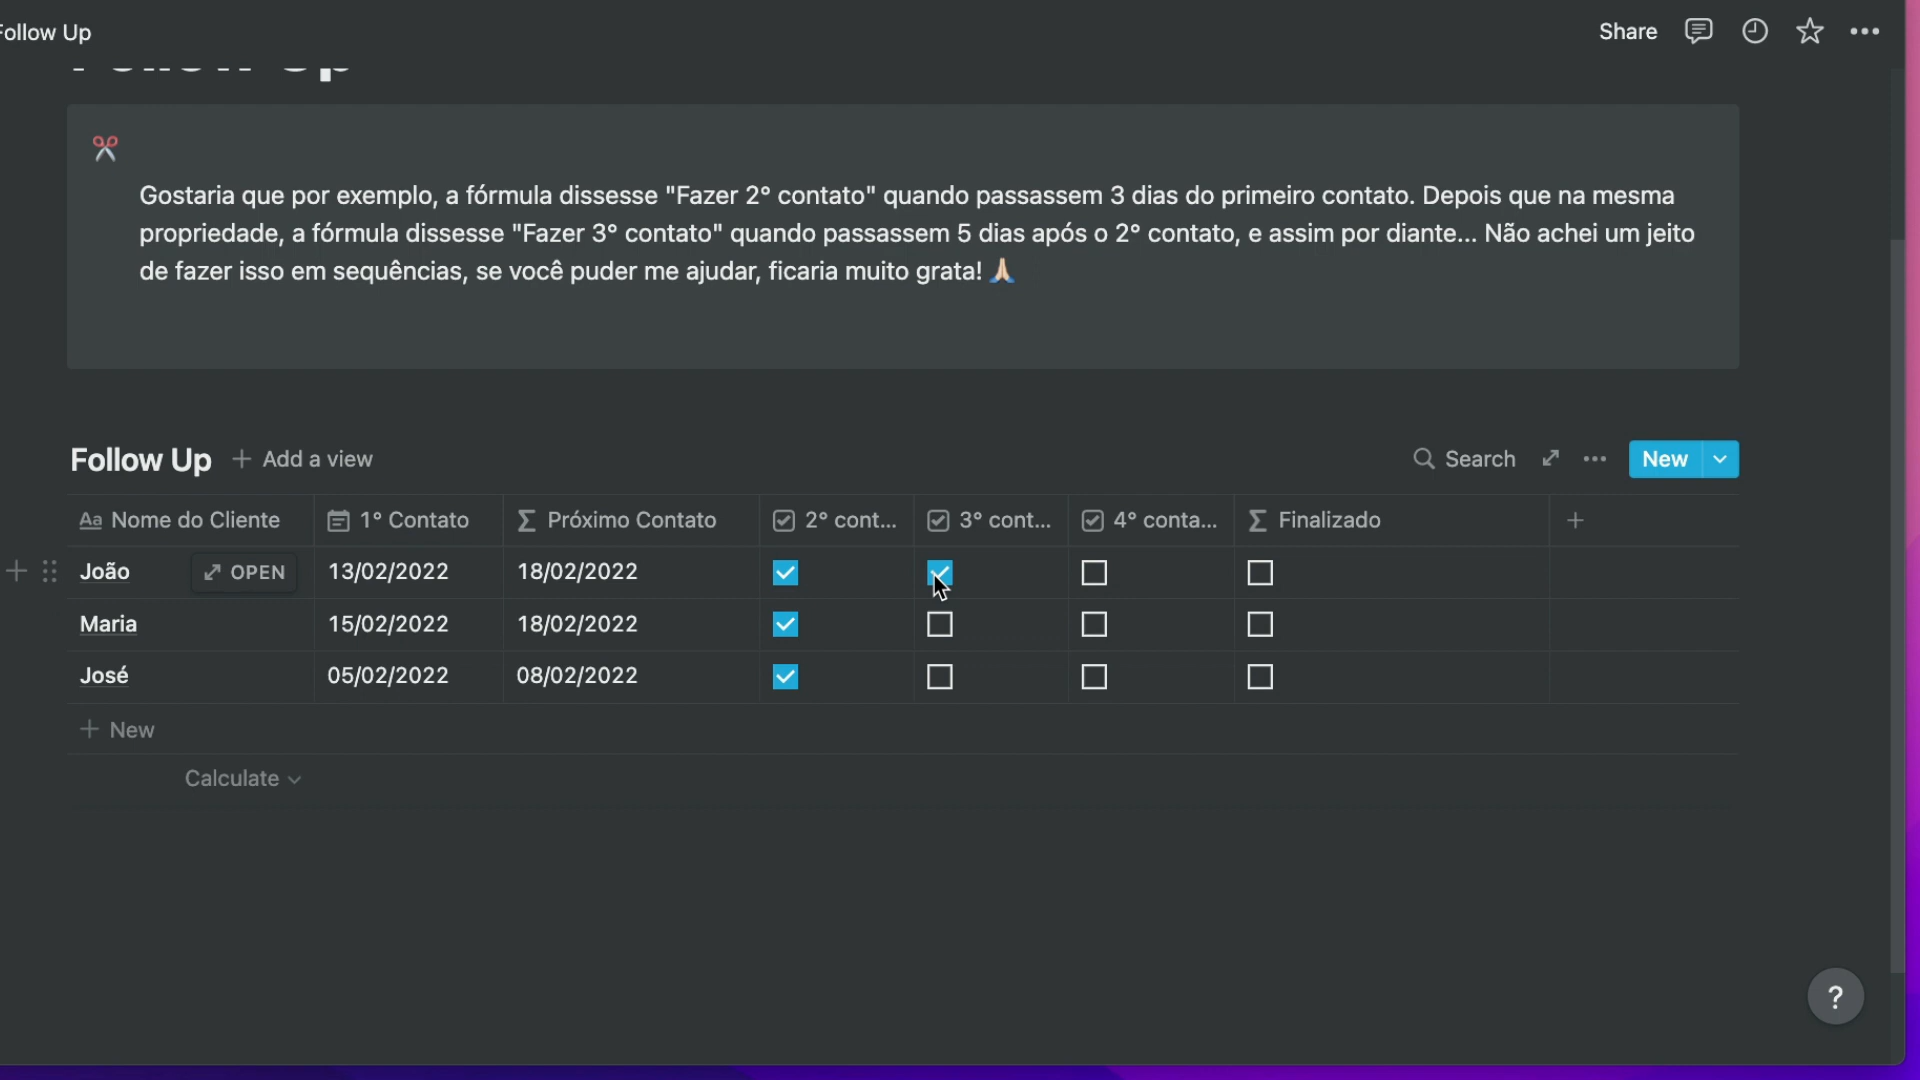 Follow Up
Share
Gostaria que por exemplo, a fórmula dissesse "Fazer 2° contato" quando passassem 3 dias do primeiro contato. Depois que na mesma
propriedade, a fórmula dissesse "Fazer 3° contato" quando passassem 5 dias após o 2° contato, e assim por diante... Não achei um jeito
de fazer isso em sequências, se você puder me ajudar, ficaria muito grata! 🙏🏻
Follow Up + Add a view
Search
New
Aa Nome do Cliente 1° Contato Σ Próximo Contato 2° cont... 3° cont... 4° conta... Σ Finalizado +
João OPEN 13/02/2022 18/02/2022
Maria 15/02/2022 18/02/2022
José 05/02/2022 08/02/2022
+ New
Calculate
?